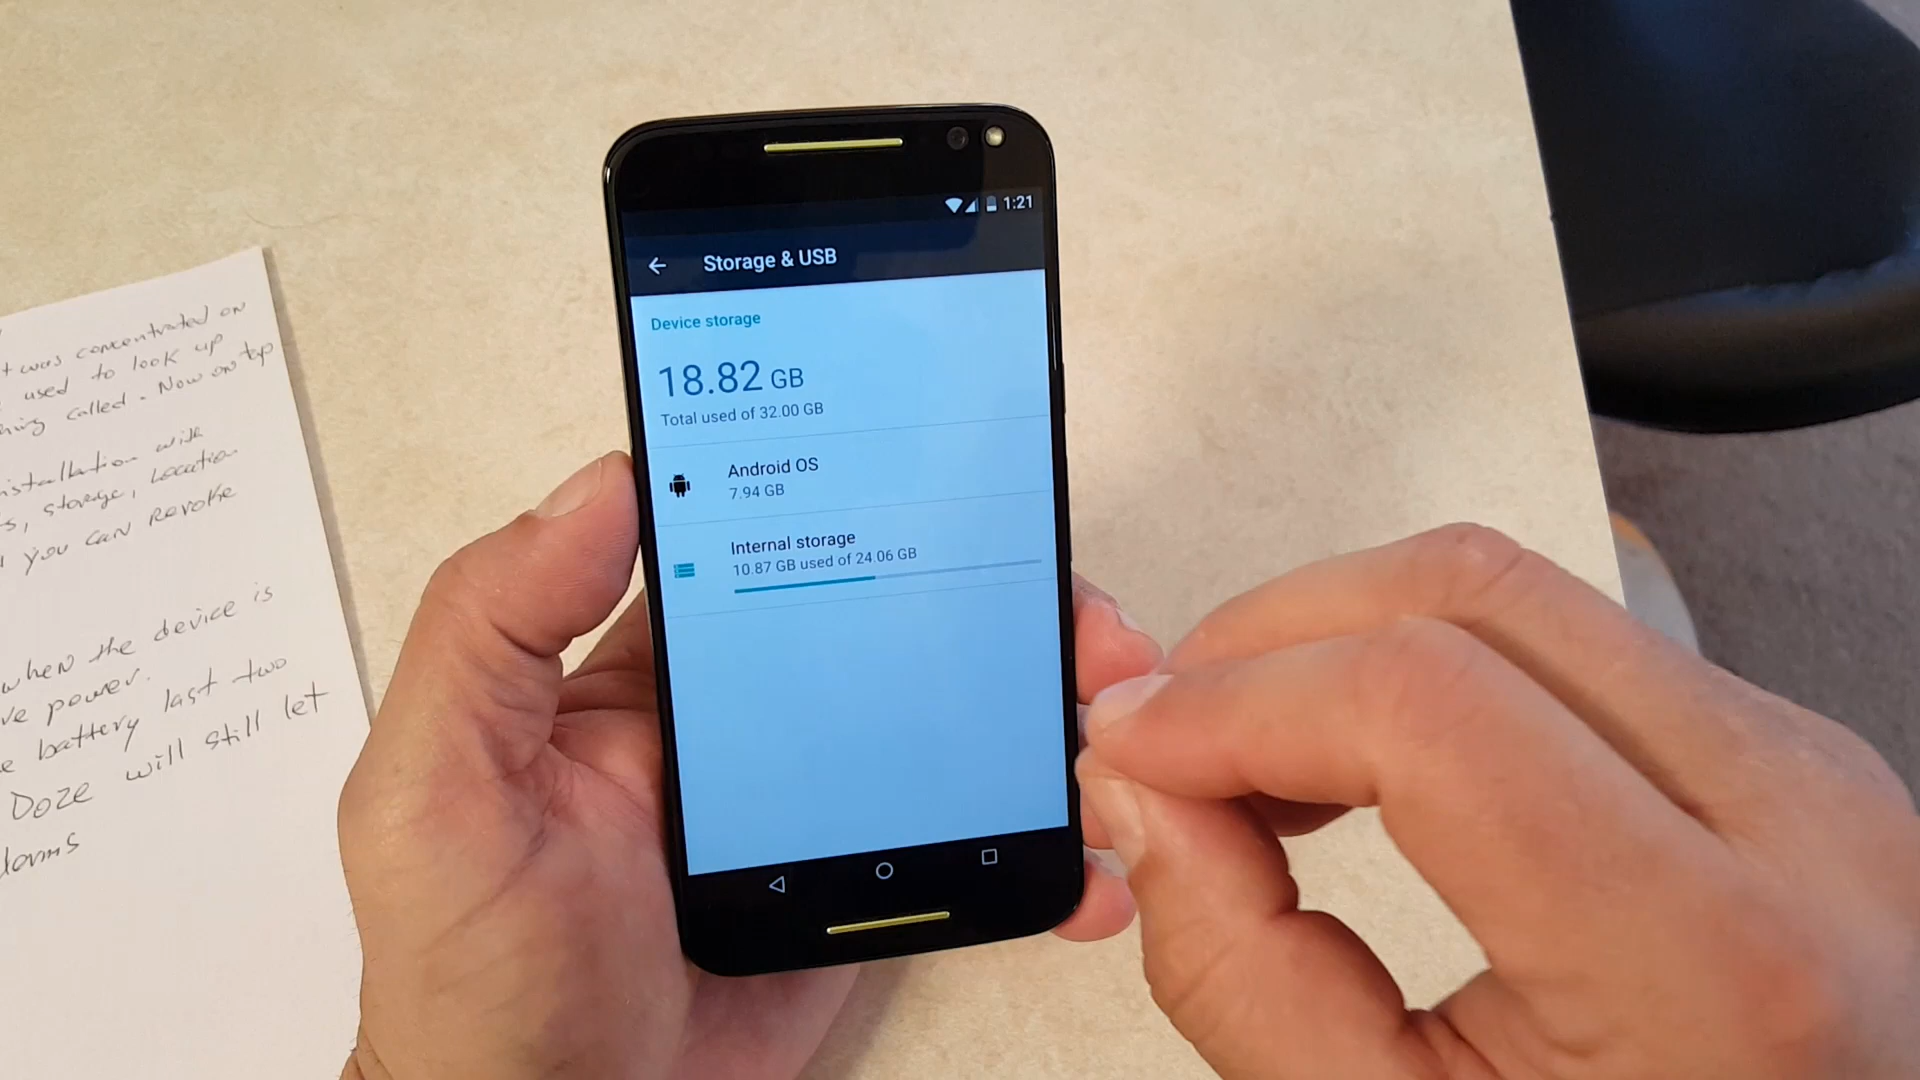 1:21
Storage & USB
Device storage
18.82 GB
Total used of 32.00 GB
Android OS
7.94 GB
Internal storage
10.87 GB used of 24.06 GB
t was concentrated on
used to look up
called - Now on tap
with
storage, Location
you can Revoke
when the device is
ve power.
battery last two
Doze will still let